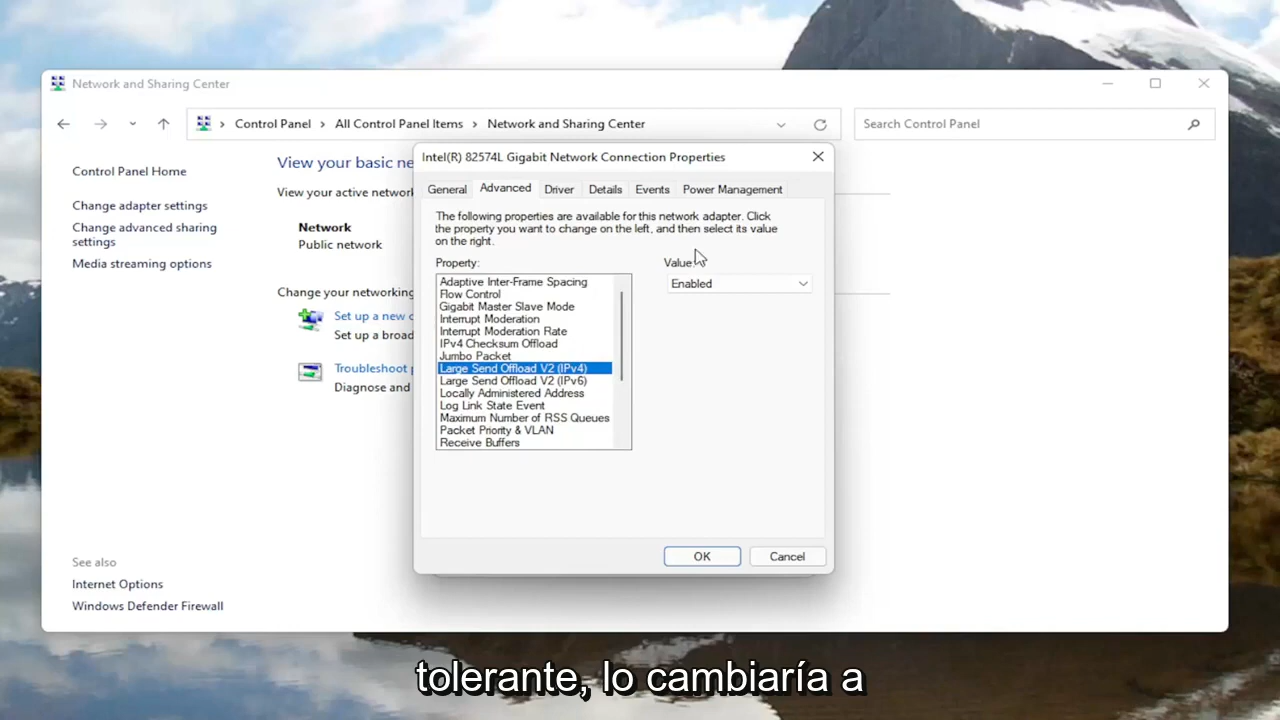 Network and Sharing Center
Control Panel > All Control Panel Items > Network and Sharing Center
Search Control Panel
Control Panel Home
Change adapter settings
Change advanced sharing
settings
Media streaming options
See also
Internet Options
Windows Defender Firewall
View your basic ne
View your active network
Network
Public network
Change your networking
Set up a new c
Set up a broad
Troubleshoot p
Diagnose and
Intel(R) 82574L Gigabit Network Connection Properties
General Advanced Driver Details Events Power Management
The following properties are available for this network adapter. Click
the property you want to change on the left, and then select its value
on the right.
Property:
Value:
Adaptive Inter-Frame Spacing
Flow Control
Gigabit Master Slave Mode
Interrupt Moderation
Interrupt Moderation Rate
IPv4 Checksum Offload
Jumbo Packet
Large Send Offload V2 (IPv4)
Large Send Offload V2 (IPv6)
Locally Administered Address
Log Link State Event
Maximum Number of RSS Queues
Packet Priority & VLAN
Receive Buffers
Enabled
OK Cancel
tolerante, lo cambiaría a